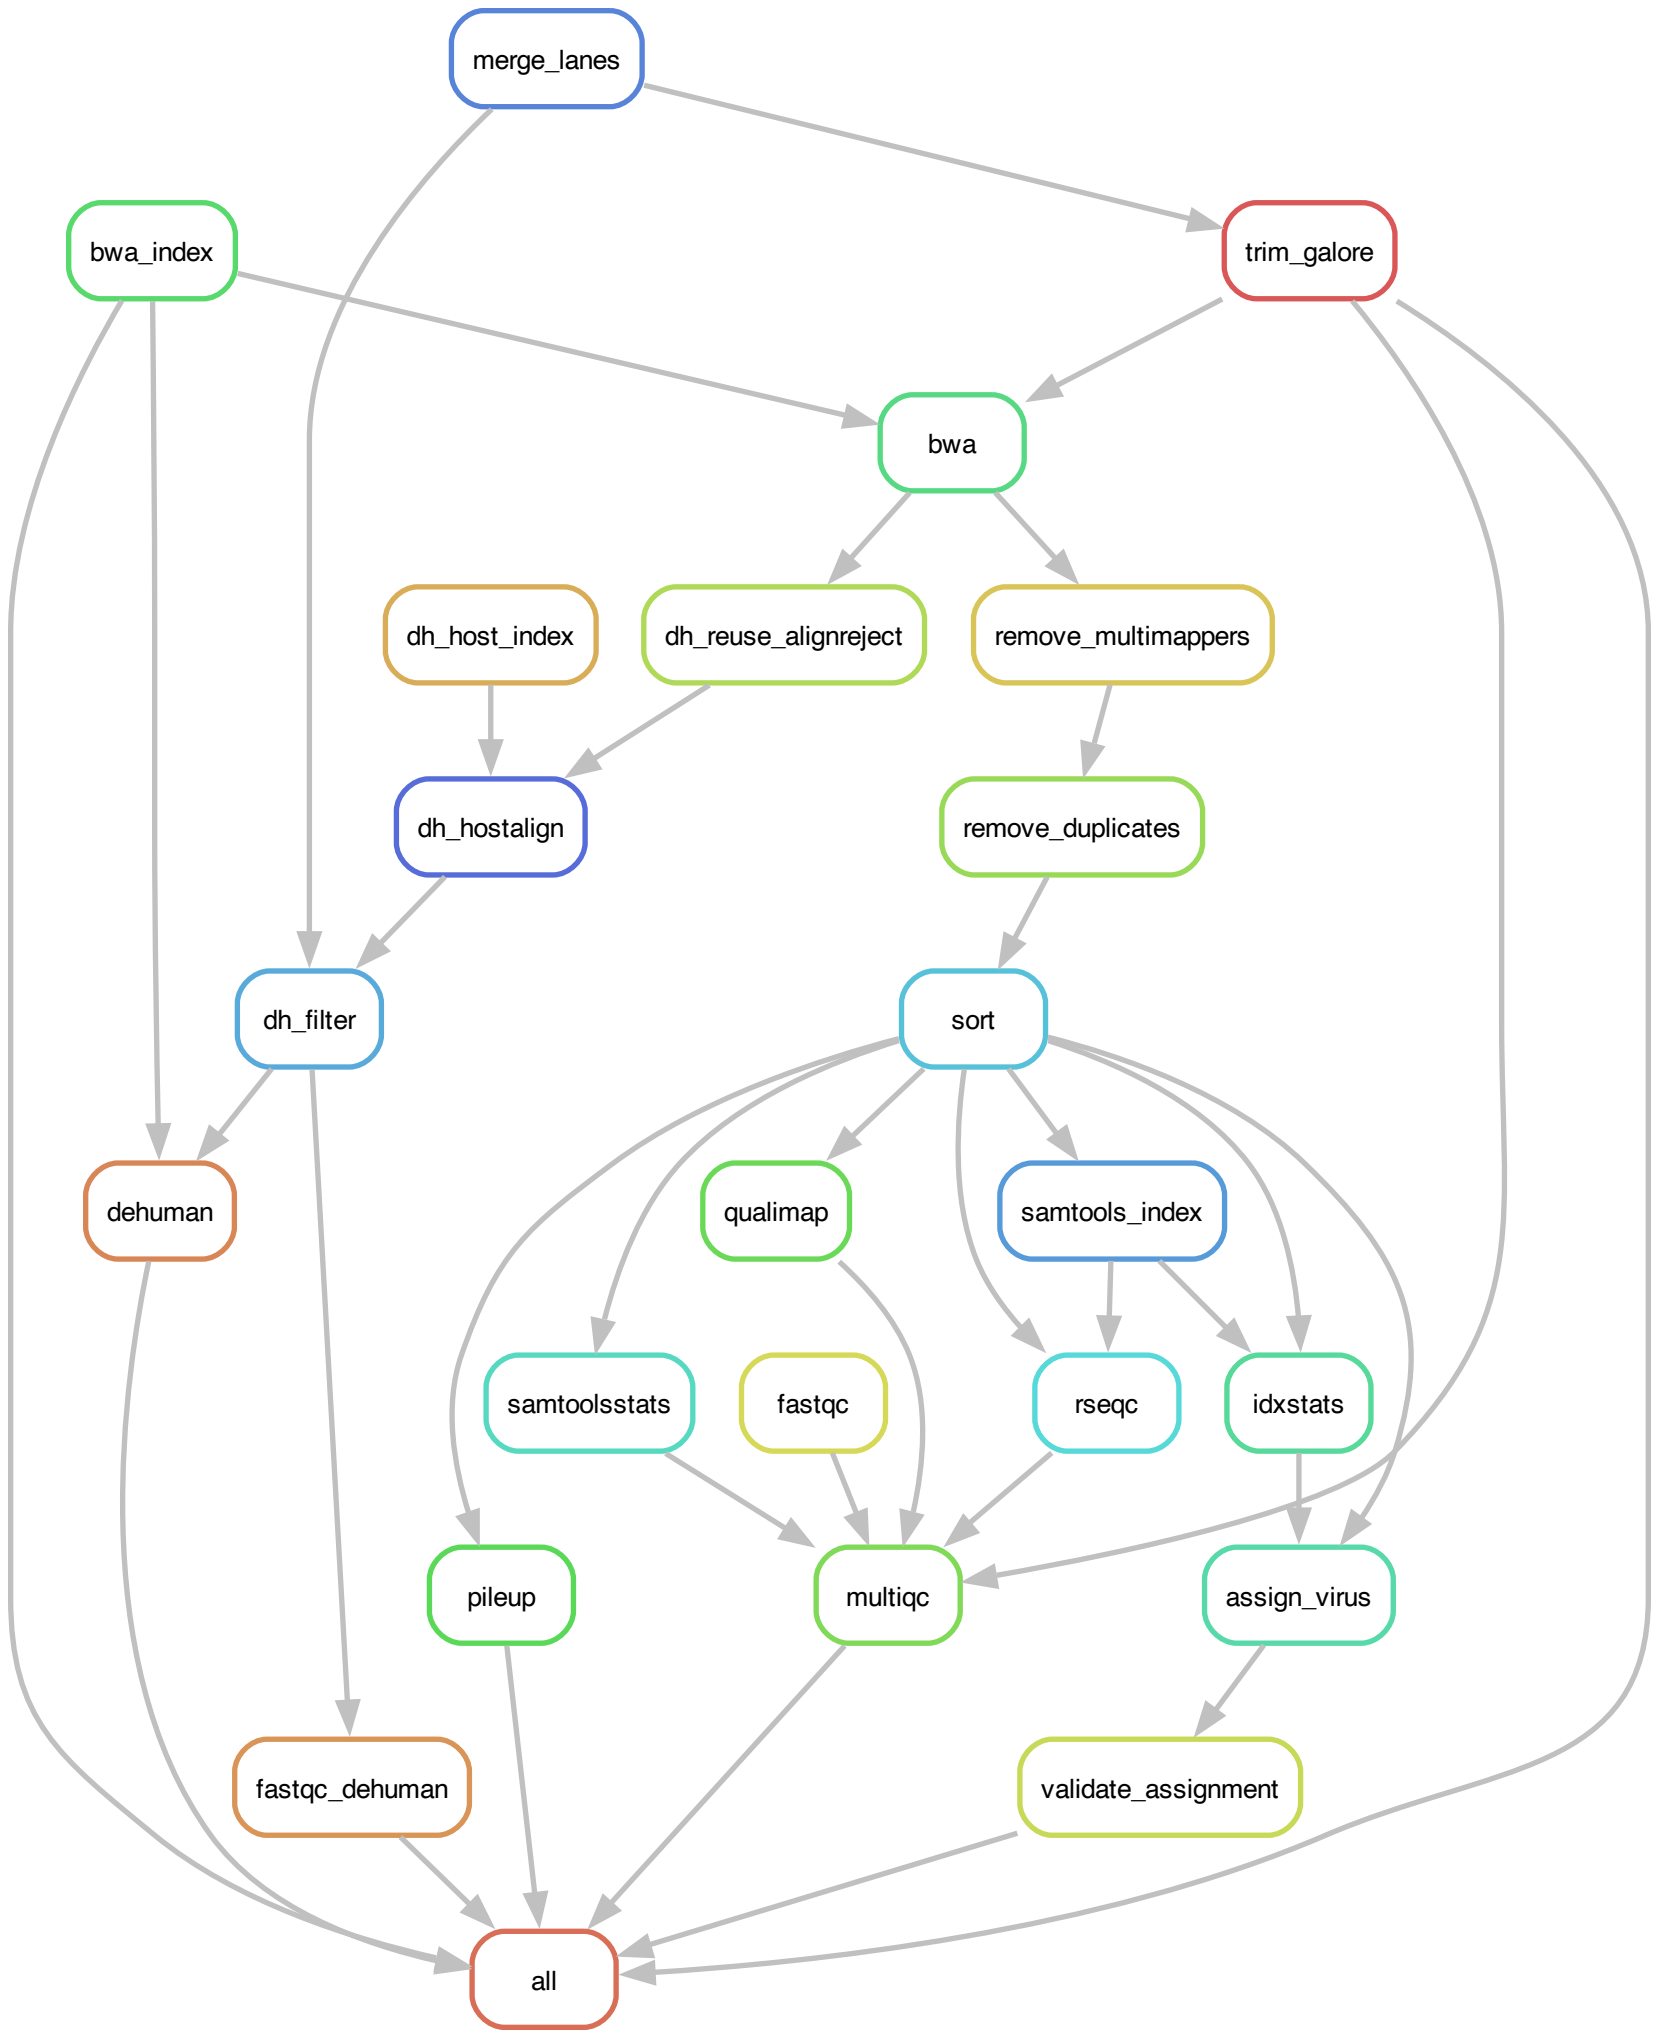 merge_lanes
bwa_index
trim_galore
bwa
dh_host_index
dh_reuse_alignreject
remove_multimappers
dh_hostalign
remove_duplicates
dh_filter
sort
dehuman
qualimap
samtools_index
samtoolsstats
fastqc
rseqc
idxstats
pileup
multiqc
assign_virus
fastqc_dehuman
validate_assignment
all